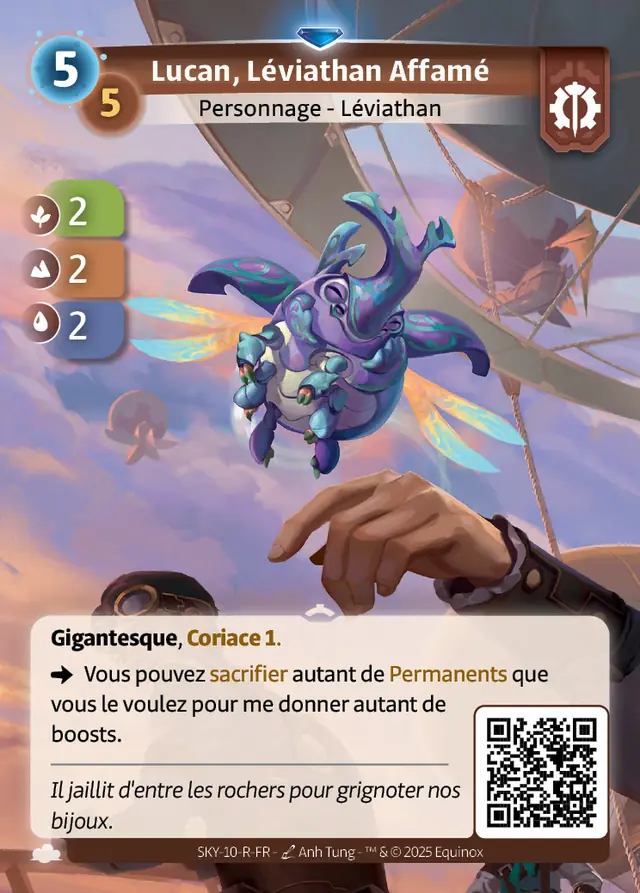 5
5
Lucan, Léviathan Affamé
Personnage - Léviathan
2
2
2
Gigantesque, Coriace 1.
Vous pouvez sacrifier autant de Permanents que
vous le voulez pour me donner autant de
boosts.
Il jaillit d'entre les rochers pour grignoter nos
bijoux.
SKY-10-R-FR - Anh Tung - ™ & © 2025 Equinox